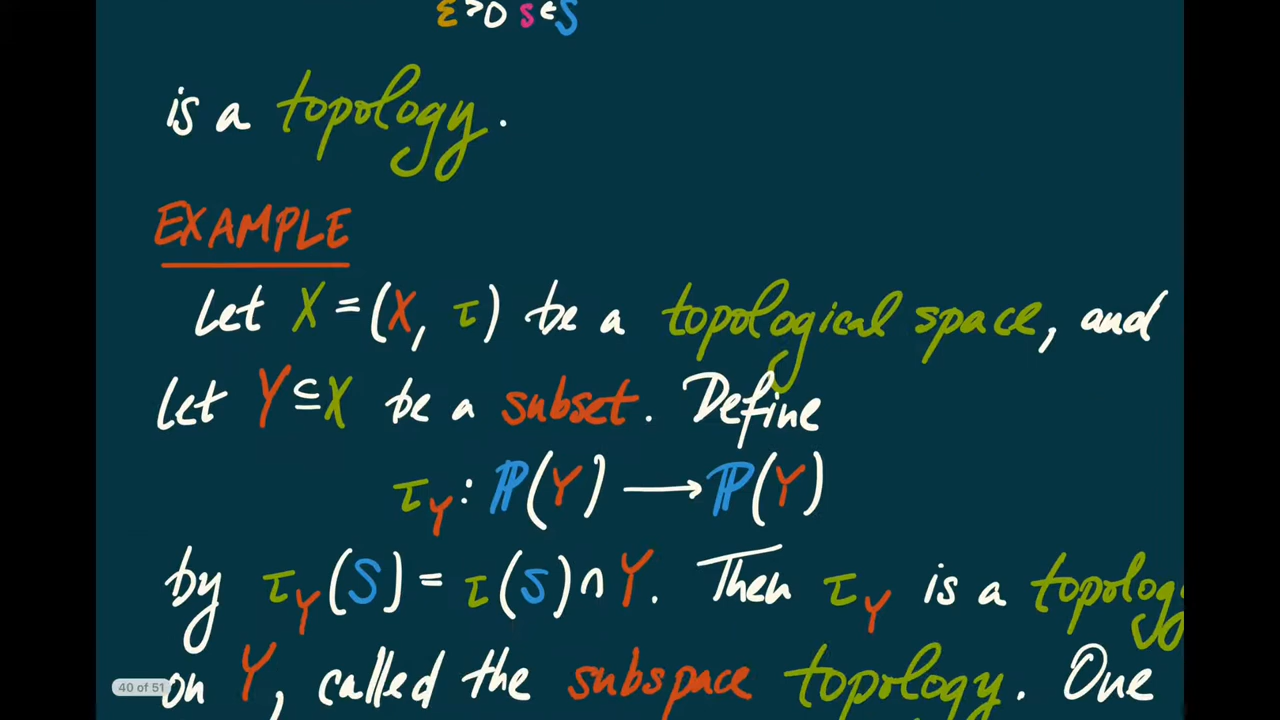 ε>0 s∈S
is a topology.
EXAMPLE
Let X = (X, τ) be a topological space, and
let Y ⊆ X be a subset. Define
τ_Y : ℙ(Y) ⟶ ℙ(Y)
by τ_Y(S) = τ(S) ∩ Y. Then τ_Y is a topolog
on Y, called the subspace topology. One
40 of 51